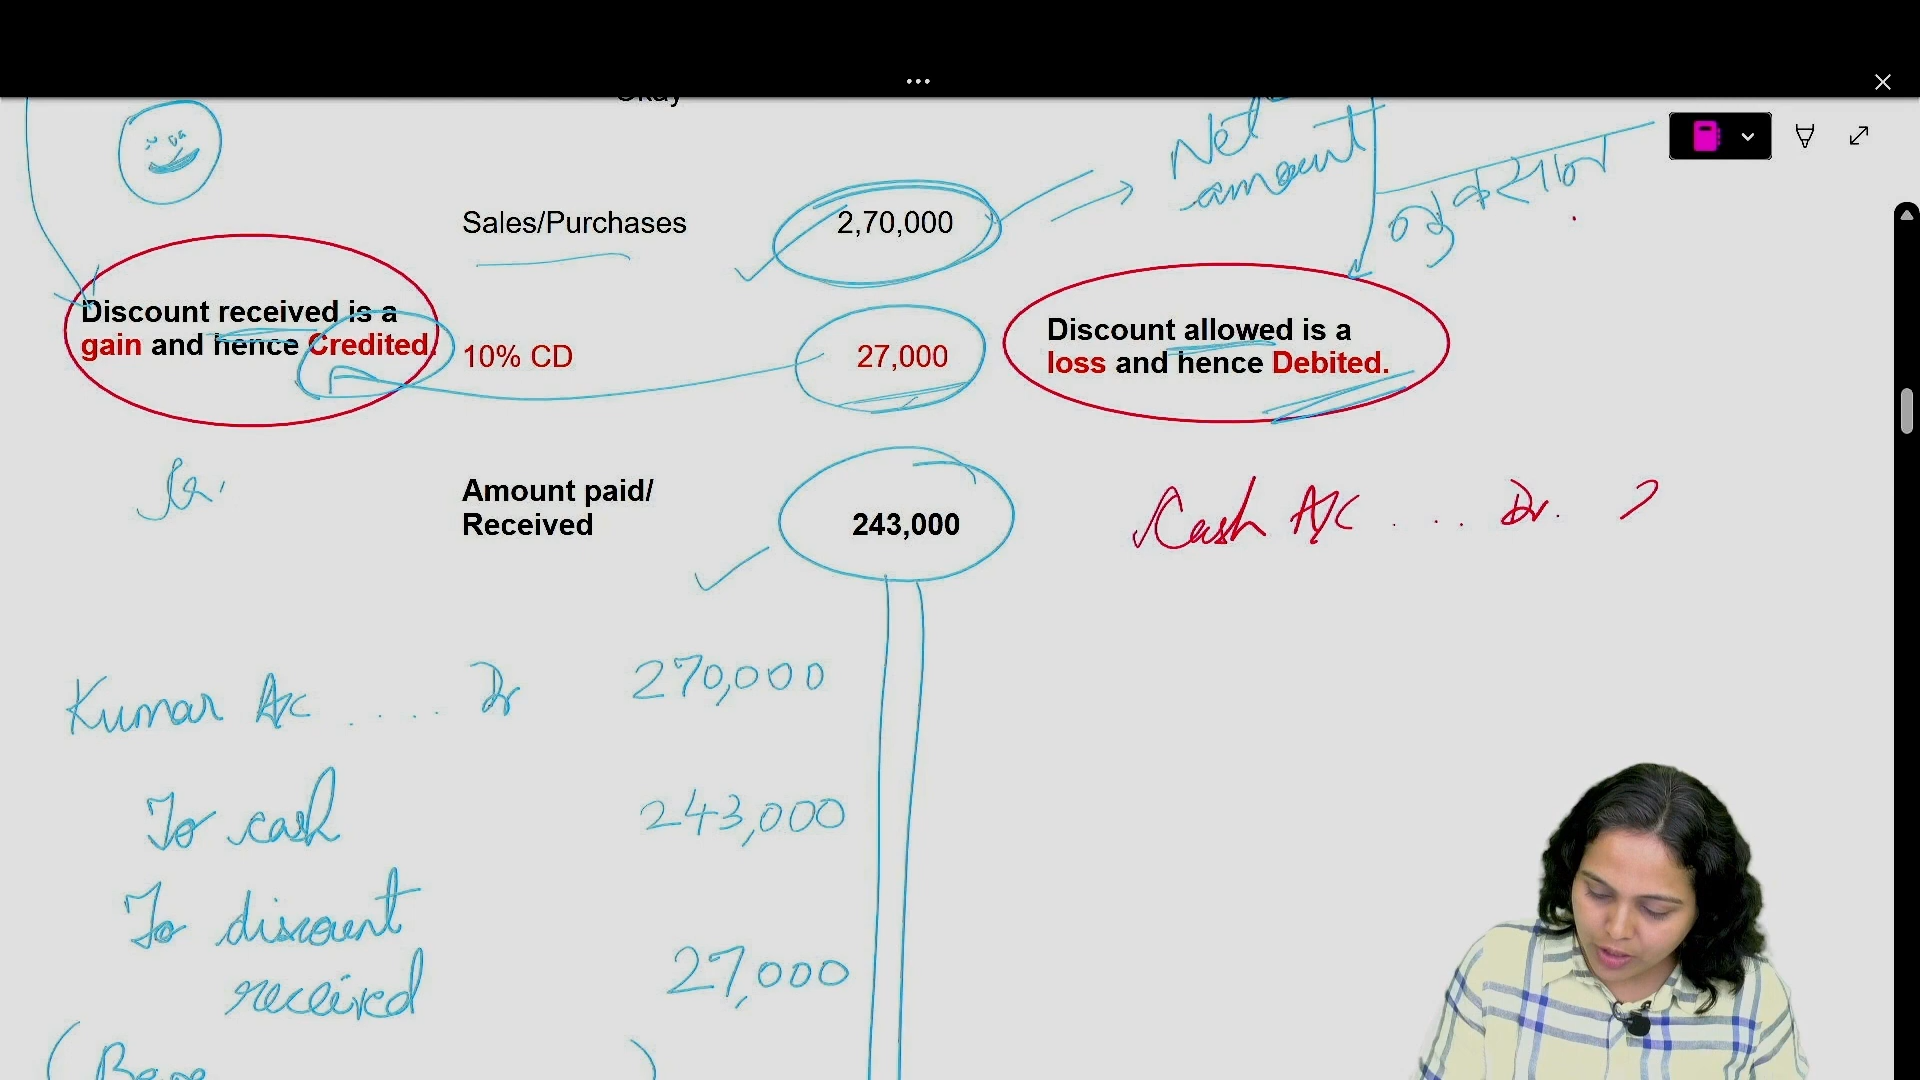 Okay
Net
amount
नुकसान
Sales/Purchases 2,70,000
Discount received is a
gain and hence Credited.
10% CD 27,000
Discount allowed is a
loss and hence Debited.
Amount paid/
Received
243,000
Cash A/c .... Dr. 2
Kumar A/c ..... Dr 270,000
To cash 243,000
To discount
received 27,000
(Being )